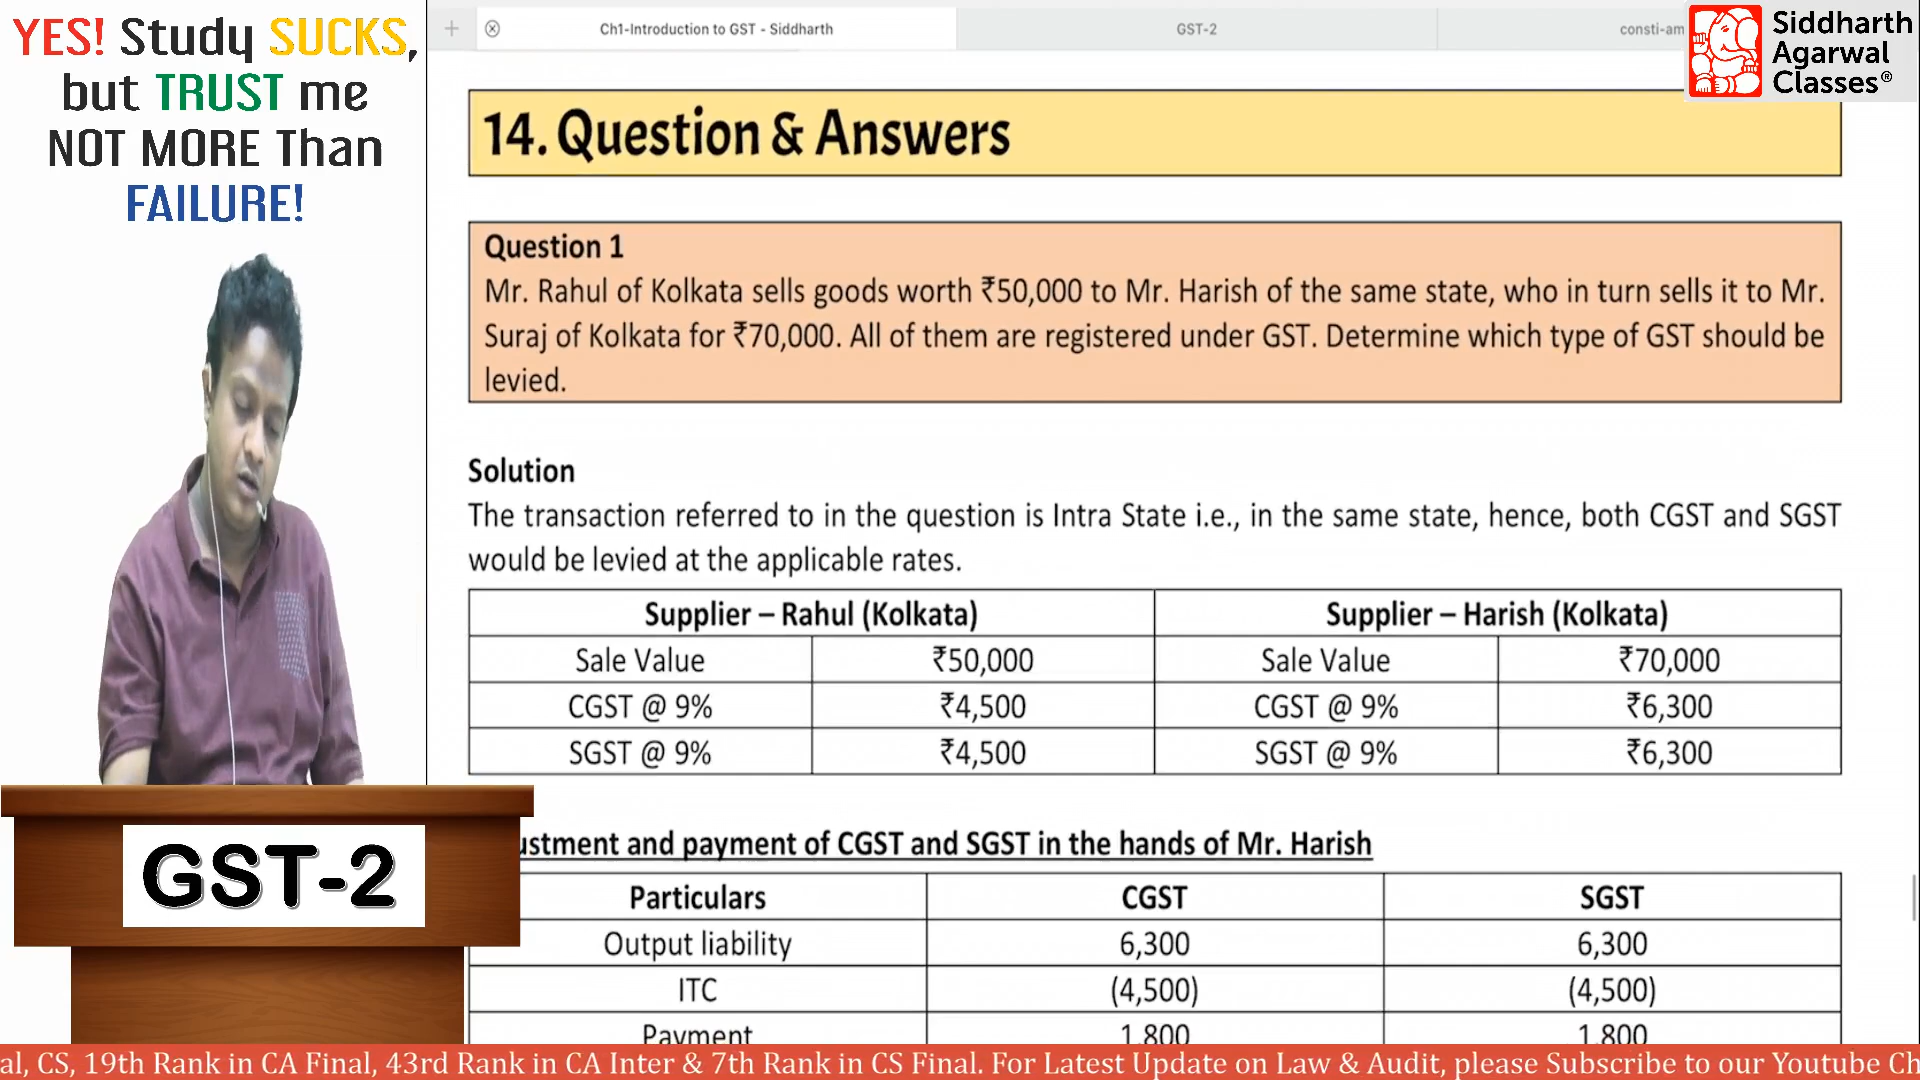 YES! Study SUCKS,
but TRUST me
NOT MORE Than
FAILURE!
Ch1-Introduction to GST - Siddharth
GST-2
consti-am
Siddharth
Agarwal
Classes®
14. Question & Answers
Question 1
Mr. Rahul of Kolkata sells goods worth ₹50,000 to Mr. Harish of the same state, who in turn sells it to Mr.
Suraj of Kolkata for ₹70,000. All of them are registered under GST. Determine which type of GST should be
levied.
Solution
The transaction referred to in the question is Intra State i.e., in the same state, hence, both CGST and SGST
would be levied at the applicable rates.
Supplier – Rahul (Kolkata) Supplier – Harish (Kolkata)
Sale Value ₹50,000 Sale Value ₹70,000
CGST @ 9% ₹4,500 CGST @ 9% ₹6,300
SGST @ 9% ₹4,500 SGST @ 9% ₹6,300
ustment and payment of CGST and SGST in the hands of Mr. Harish
Particulars CGST SGST
Output liability 6,300 6,300
ITC (4,500) (4,500)
Payment 1,800 1,800
GST-2
al, CS, 19th Rank in CA Final, 43rd Rank in CA Inter & 7th Rank in CS Final. For Latest Update on Law & Audit, please Subscribe to our Youtube Ch